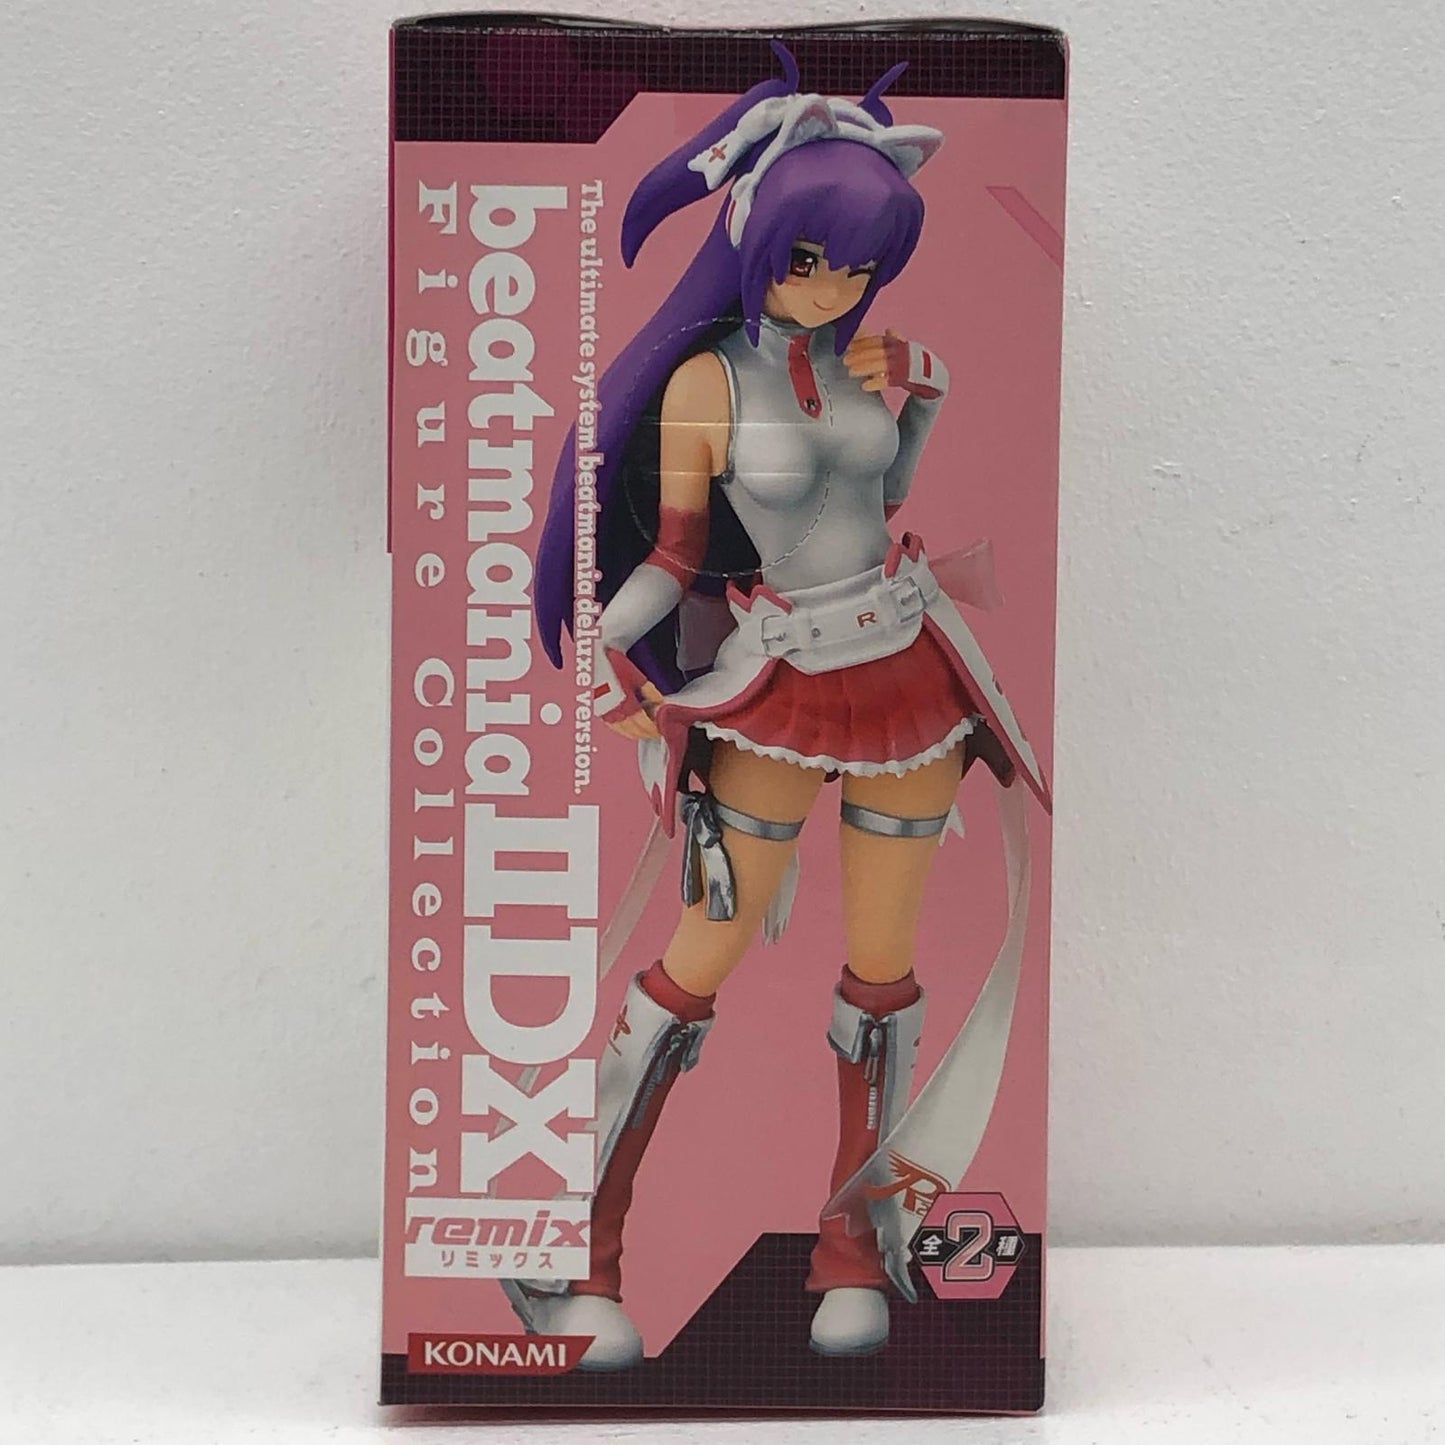 The ultimate system beatmania deluxe version.
beatmania IIDX
Figure Collection
remix
リミックス
R
R
R
全2種
KONAMI